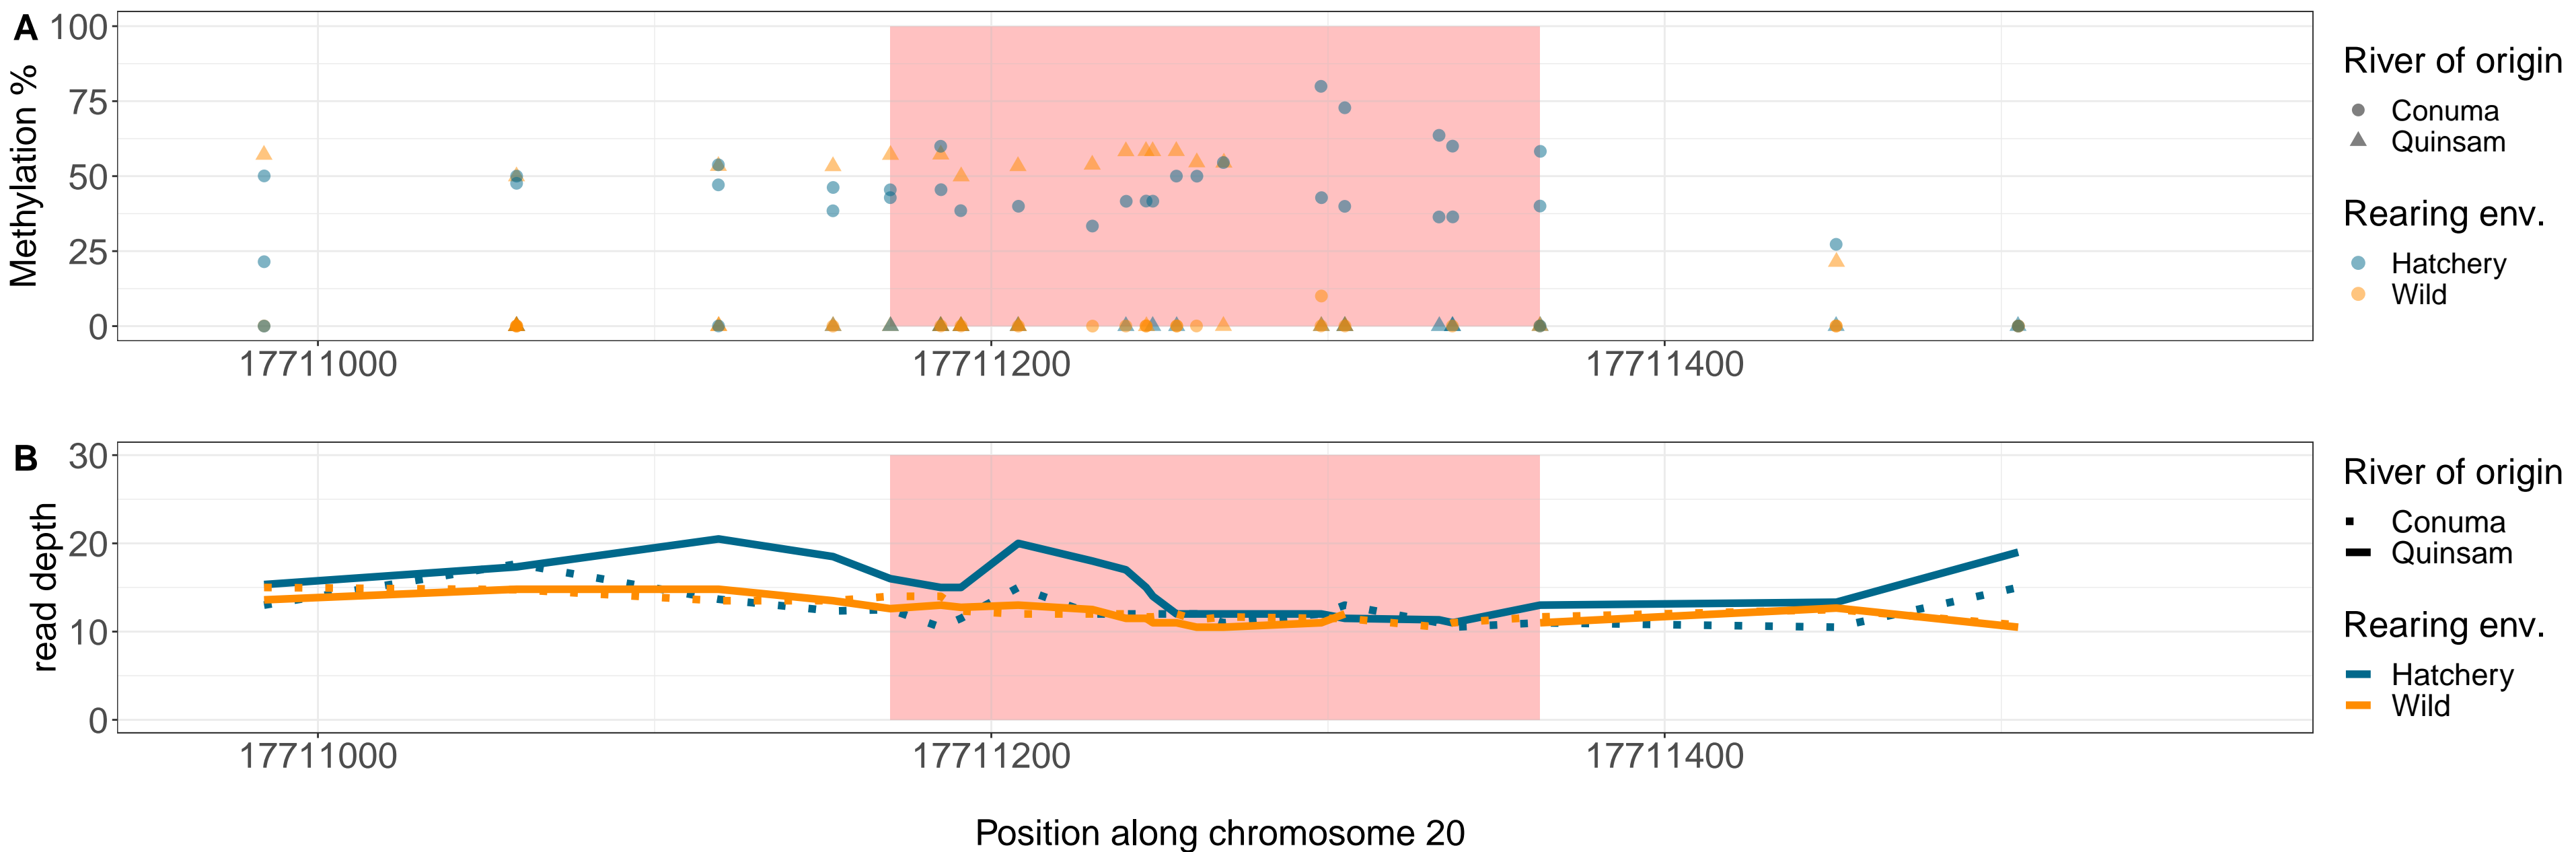 A
100
75
50
25
0
Methylation %
17711000 17711200 17711400
River of origin
Conuma
Quinsam
Rearing env.
Hatchery
Wild
B
30
20
10
0
read depth
17711000 17711200 17711400
River of origin
Conuma
Quinsam
Rearing env.
Hatchery
Wild
Position along chromosome 20